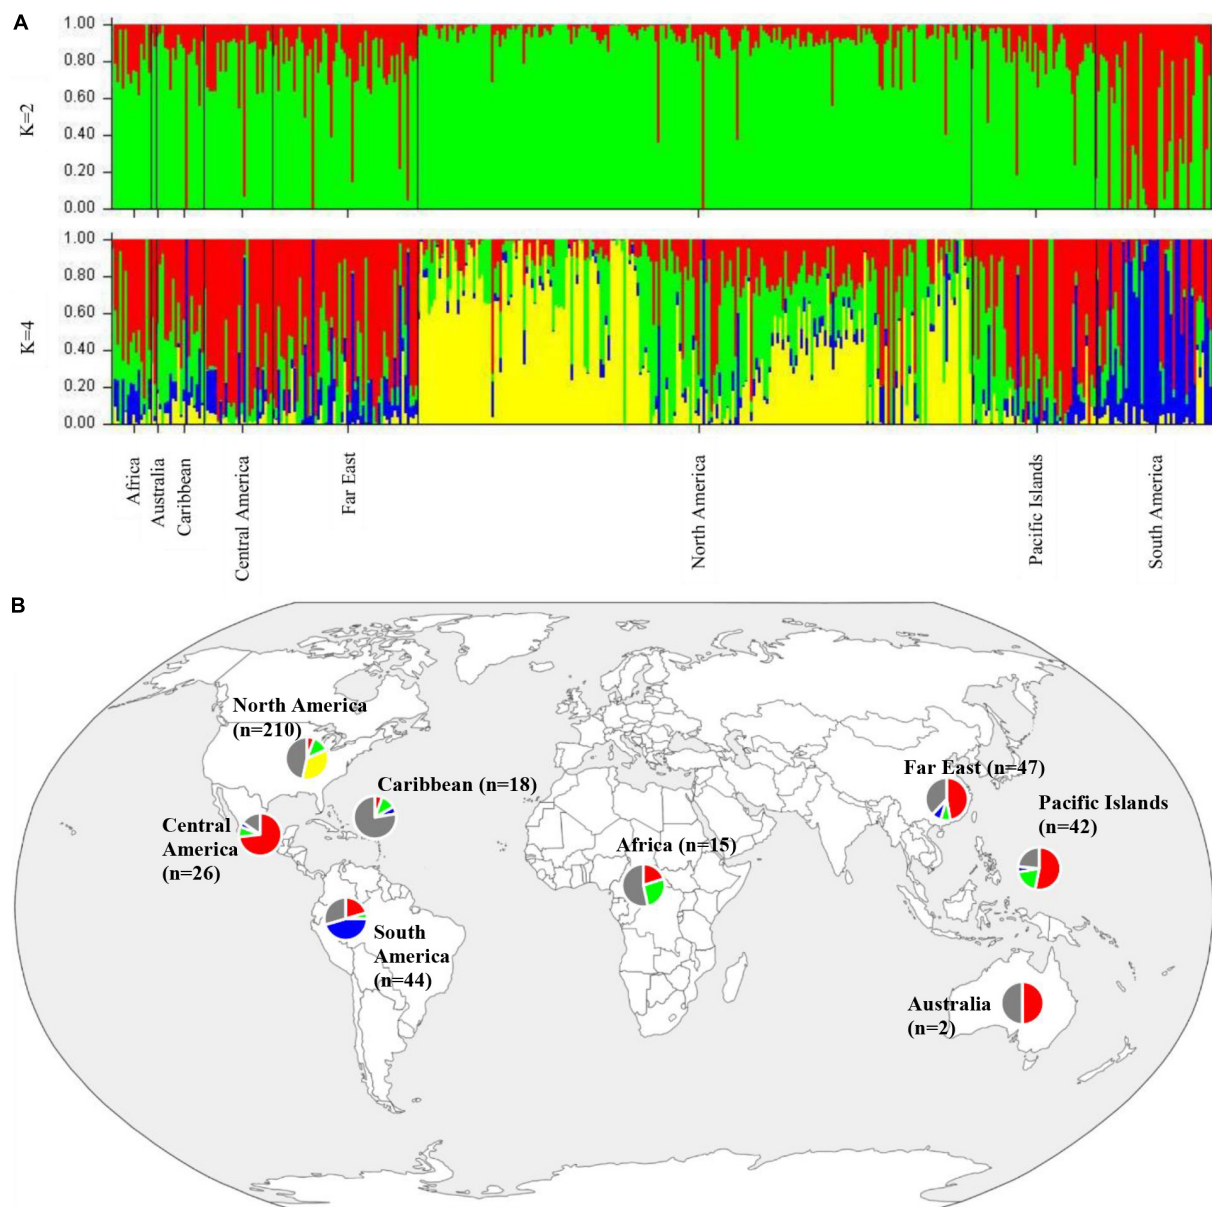 A
K=2
1.00
0.80
0.60
0.40
0.20
0.00
K=4
1.00
0.80
0.60
0.40
0.20
0.00
Africa
Australia
Caribbean
Central America
Far East
North America
Pacific Islands
South America
B
North America
(n=210)
Caribbean (n=18)
Central
America
(n=26)
South
America
(n=44)
Africa (n=15)
Far East (n=47)
Pacific Islands
(n=42)
Australia
(n=2)